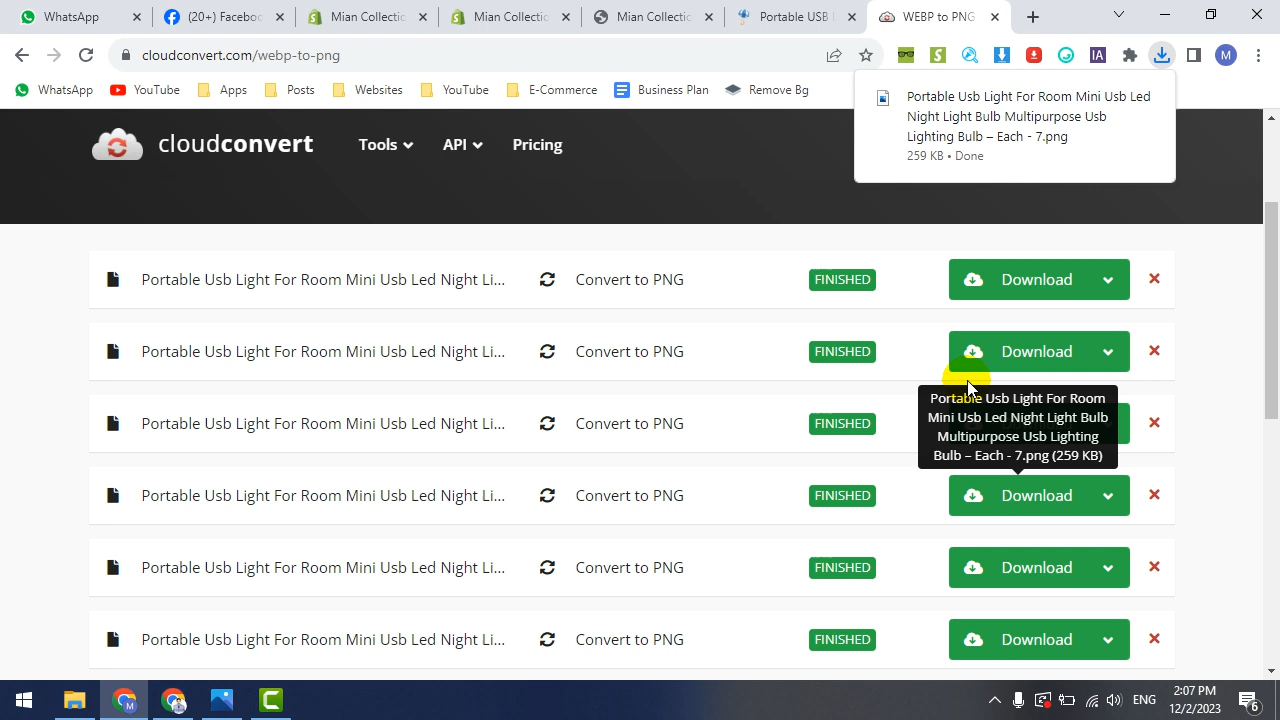 WhatsApp
(20+) Faceboo
Mian Collectio
Mian Collectio
Mian Collectio
Portable USB
WEBP to PNG
cloudconvert.com/webp-to-png
M
WhatsApp
YouTube
Apps
Posts
Websites
YouTube
E-Commerce
Business Plan
Remove Bg
Portable Usb Light For Room Mini Usb Led
Night Light Bulb Multipurpose Usb
Lighting Bulb – Each - 7.png
259 KB • Done
cloudconvert
Tools
API
Pricing
Portable Usb Light For Room Mini Usb Led Night Li... Convert to PNG FINISHED Download
Portable Usb Light For Room Mini Usb Led Night Li... Convert to PNG FINISHED Download
Portable Usb Light For Room
Mini Usb Led Night Light Bulb
Multipurpose Usb Lighting
Bulb – Each - 7.png (259 KB)
Portable Usb Light For Room Mini Usb Led Night Li... Convert to PNG FINISHED
Portable Usb Light For Room Mini Usb Led Night Li... Convert to PNG FINISHED Download
Portable Usb Light For Room Mini Usb Led Night Li... Convert to PNG FINISHED Download
Portable Usb Light For Room Mini Usb Led Night Li... Convert to PNG FINISHED Download
ENG
2:07 PM
12/2/2023
6